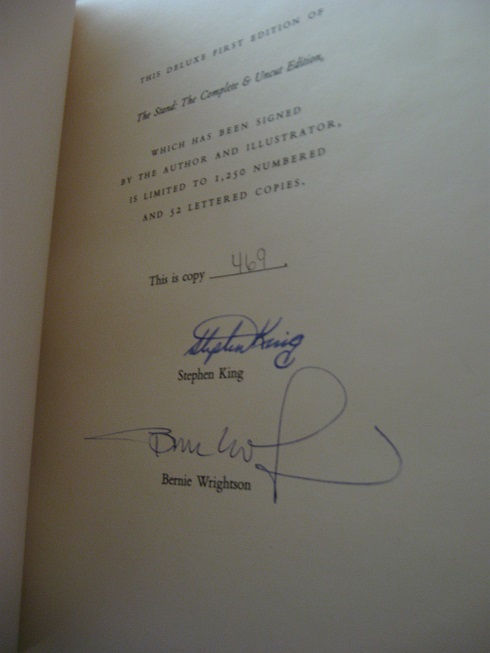 THIS DELUXE FIRST EDITION OF
The Stand: The Complete & Uncut Edition,
WHICH HAS BEEN SIGNED
BY THE AUTHOR AND ILLUSTRATOR,
IS LIMITED TO 1,250 NUMBERED
AND 52 LETTERED COPIES.
This is copy 469.
Stephen King
Stephen King
Bernie Wrightson